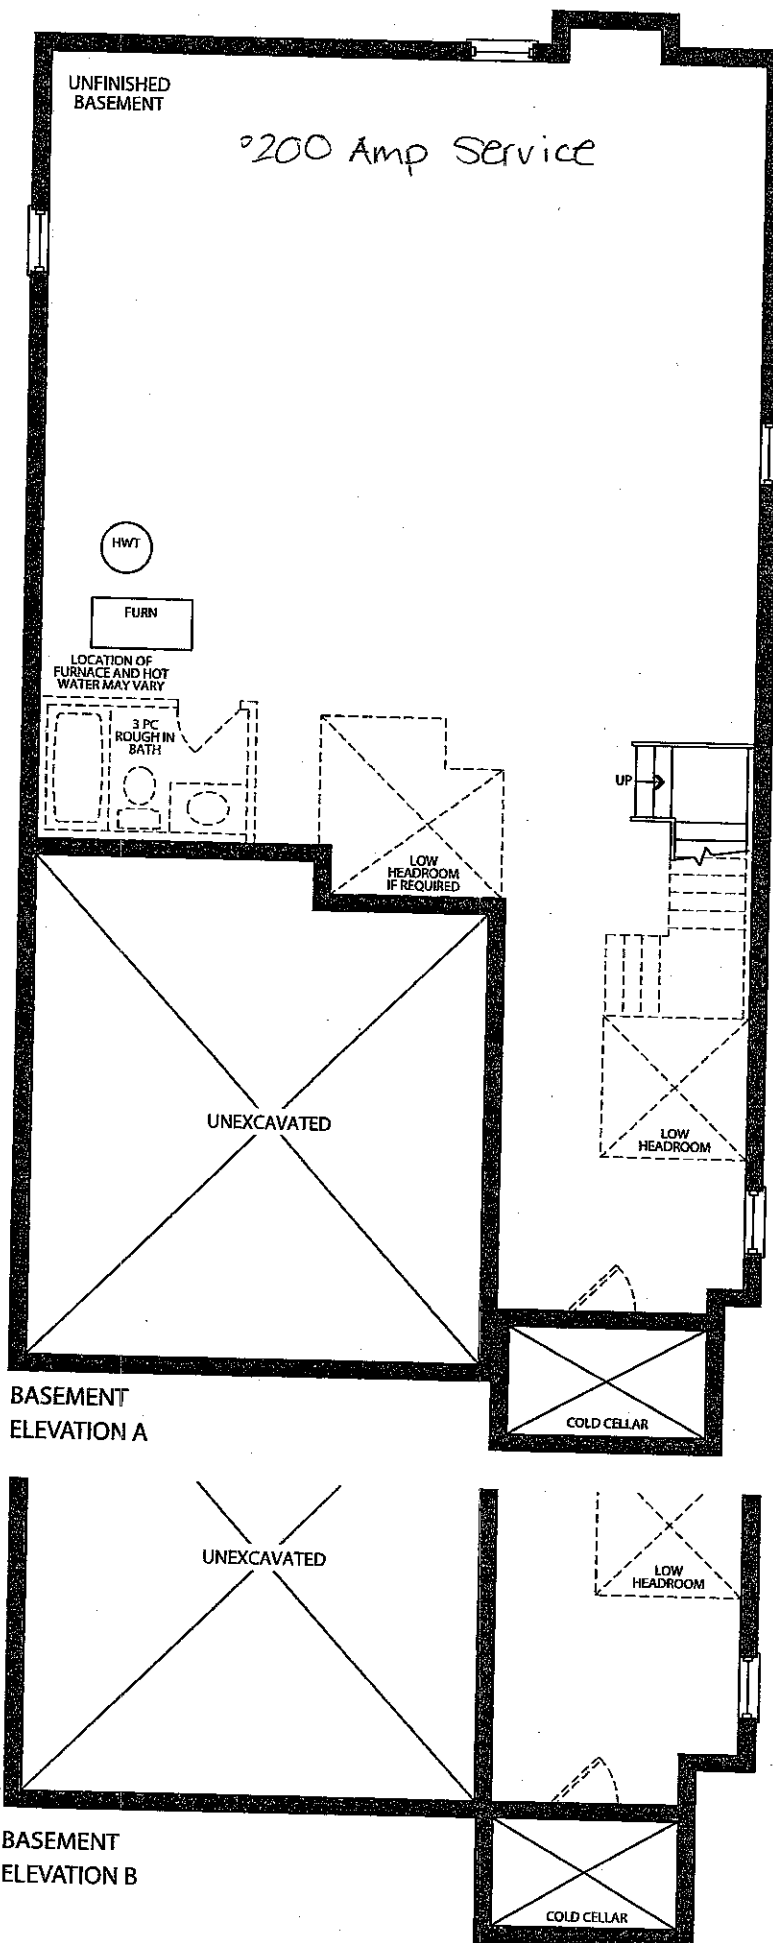 UNFINISHED
BASEMENT
°200 Amp Service
HWT
FURN
LOCATION OF
FURNACE AND HOT
WATER MAY VARY
3 PC
ROUGH IN
BATH
UP
LOW
HEADROOM
IF REQUIRED
UNEXCAVATED
LOW
HEADROOM
COLD CELLAR
BASEMENT
ELEVATION A
UNEXCAVATED
LOW
HEADROOM
BASEMENT
ELEVATION B
COLD CELLAR